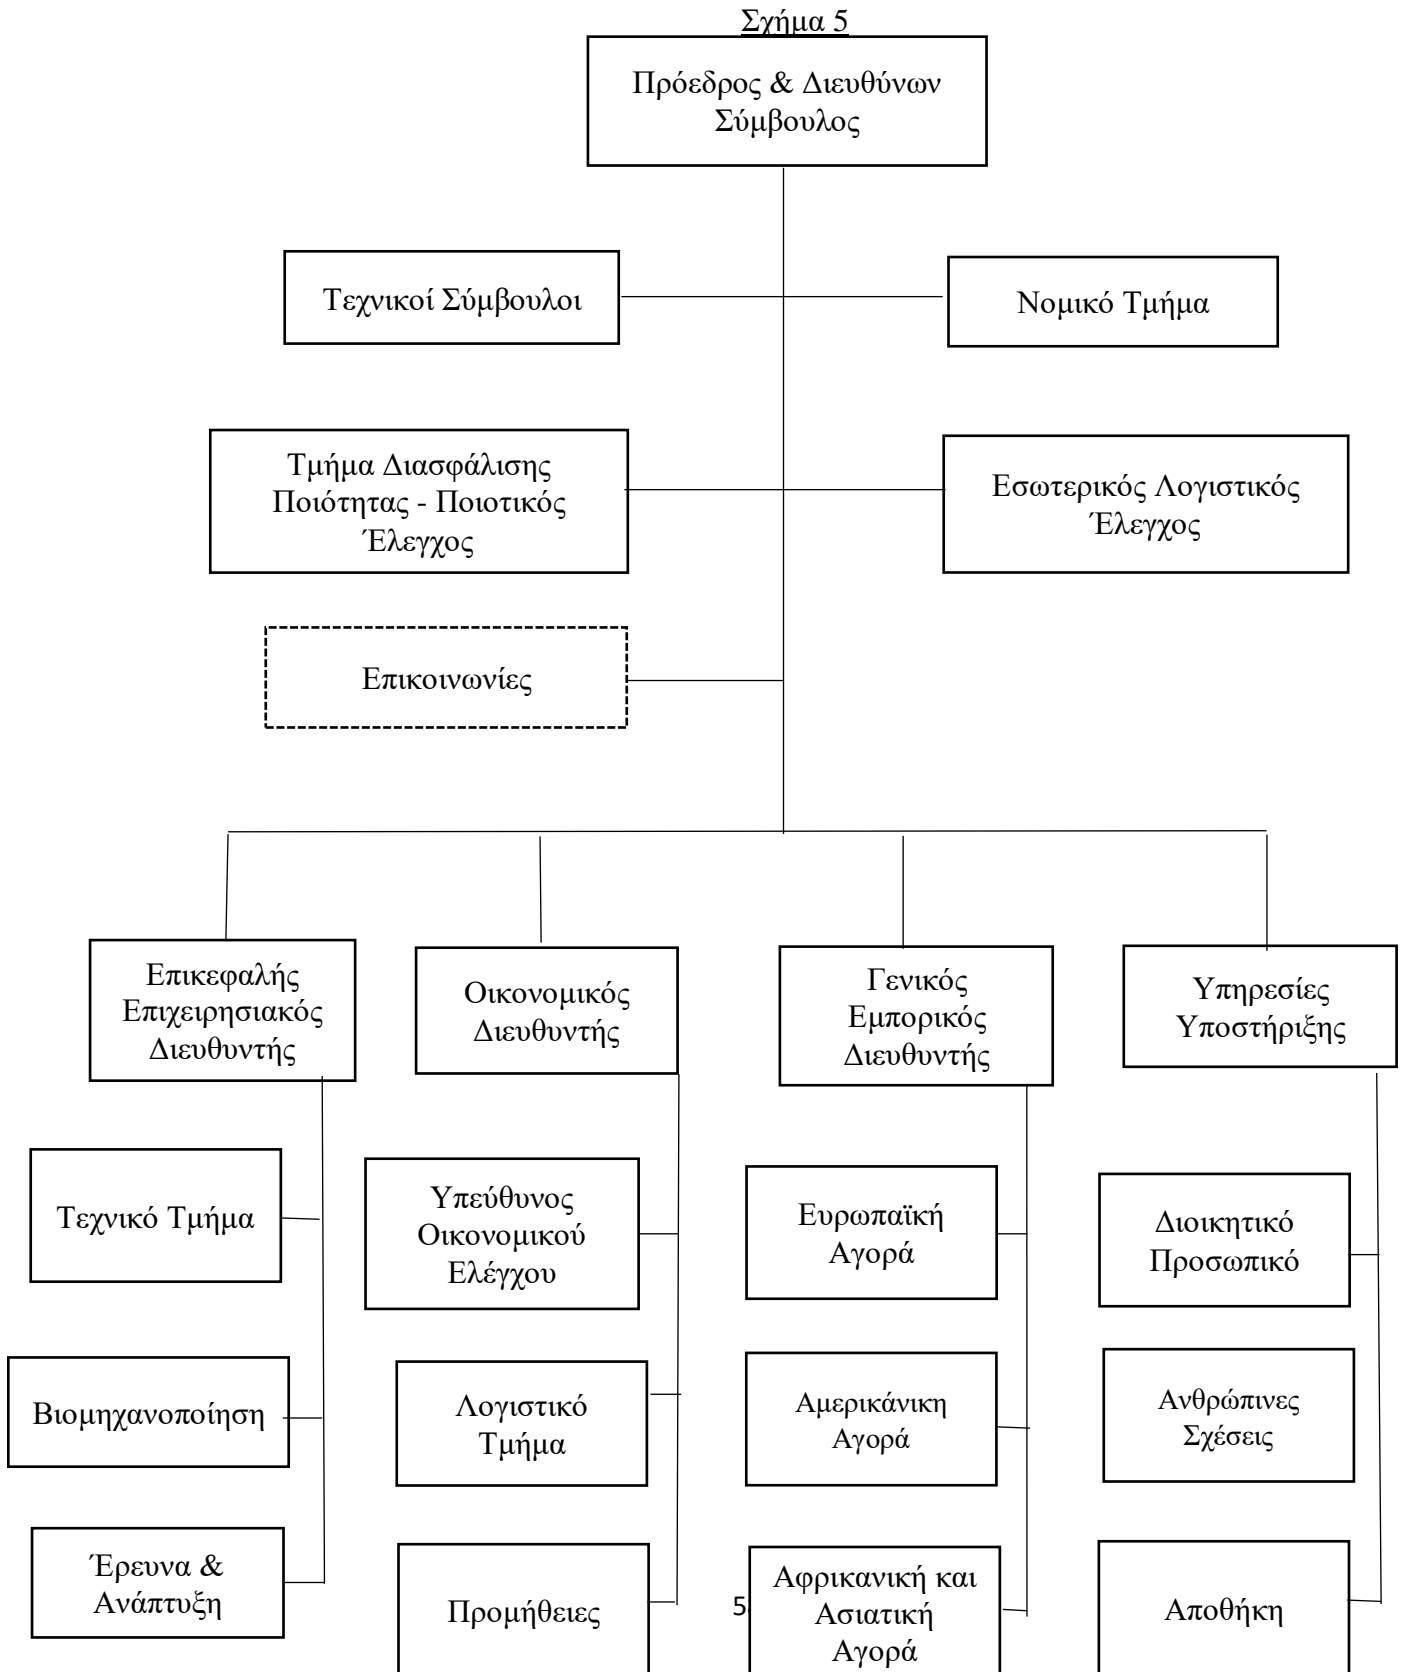 Σχήμα 5
Πρόεδρος & Διευθύνων
Σύμβουλος
Τεχνικοί Σύμβουλοι
Νομικό Τμήμα
Τμήμα Διασφάλισης
Ποιότητας - Ποιοτικός
Έλεγχος
Εσωτερικός Λογιστικός
Έλεγχος
Επικοινωνίες
Επικεφαλής
Επιχειρησιακός
Διευθυντής
Οικονομικός
Διευθυντής
Γενικός
Εμπορικός
Διευθυντής
Υπηρεσίες
Υποστήριξης
Τεχνικό Τμήμα
Υπεύθυνος
Οικονομικού
Ελέγχου
Ευρωπαϊκή
Αγορά
Διοικητικό
Προσωπικό
Βιομηχανοποίηση
Λογιστικό
Τμήμα
Αμερικάνικη
Αγορά
Ανθρώπινες
Σχέσεις
Έρευνα &
Ανάπτυξη
Προμήθειες
5
Αφρικανική και
Ασιατική
Αγορά
Αποθήκη